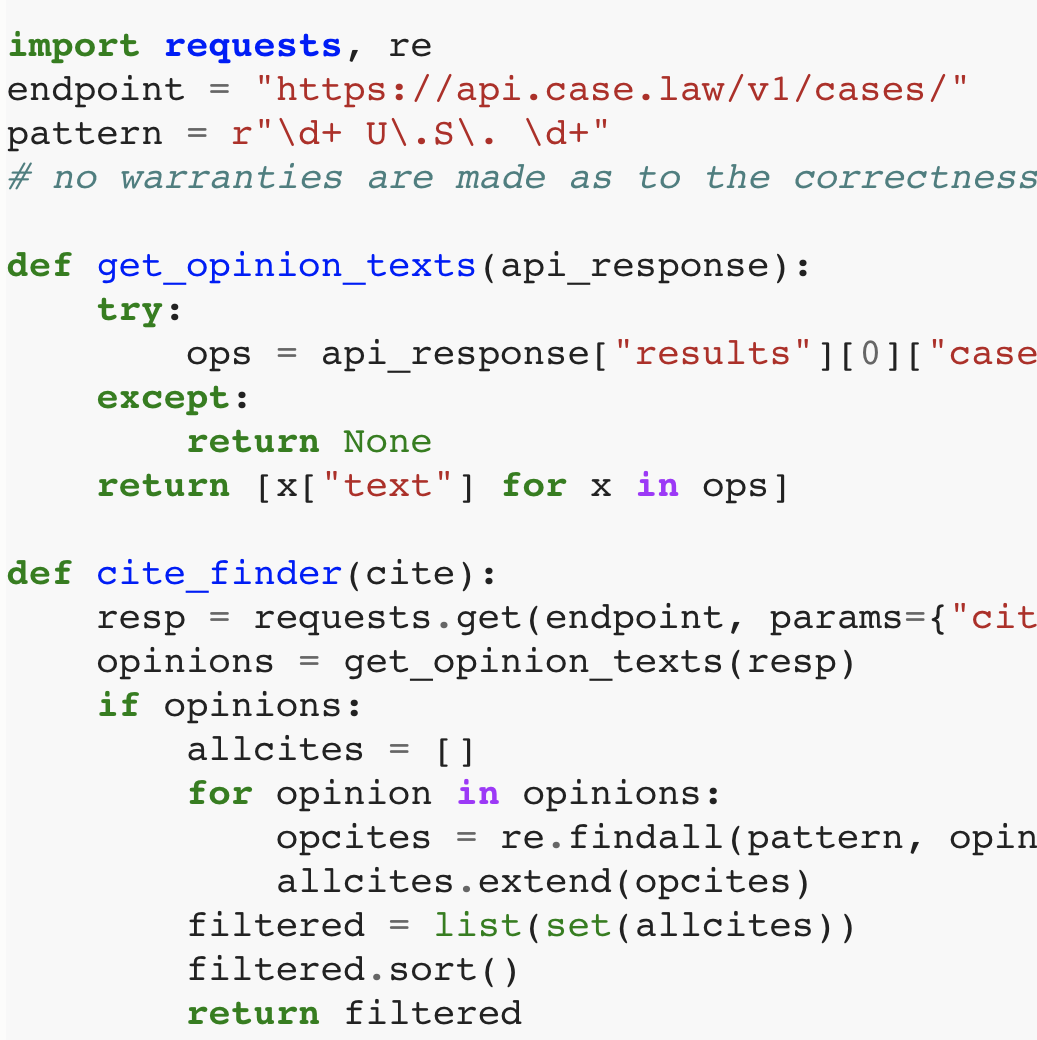 import requests, re
endpoint = "https://api.case.law/v1/cases/"
pattern = r"\d+ U\.S\. \d+"
# no warranties are made as to the correctness
def get_opinion_texts(api_response):
    try:
        ops = api_response["results"][0]["case
    except:
        return None
    return [x["text"] for x in ops]
def cite_finder(cite):
    resp = requests.get(endpoint, params={"cit
    opinions = get_opinion_texts(resp)
    if opinions:
        allcites = []
        for opinion in opinions:
            opcites = re.findall(pattern, opin
            allcites.extend(opcites)
        filtered = list(set(allcites))
        filtered.sort()
        return filtered